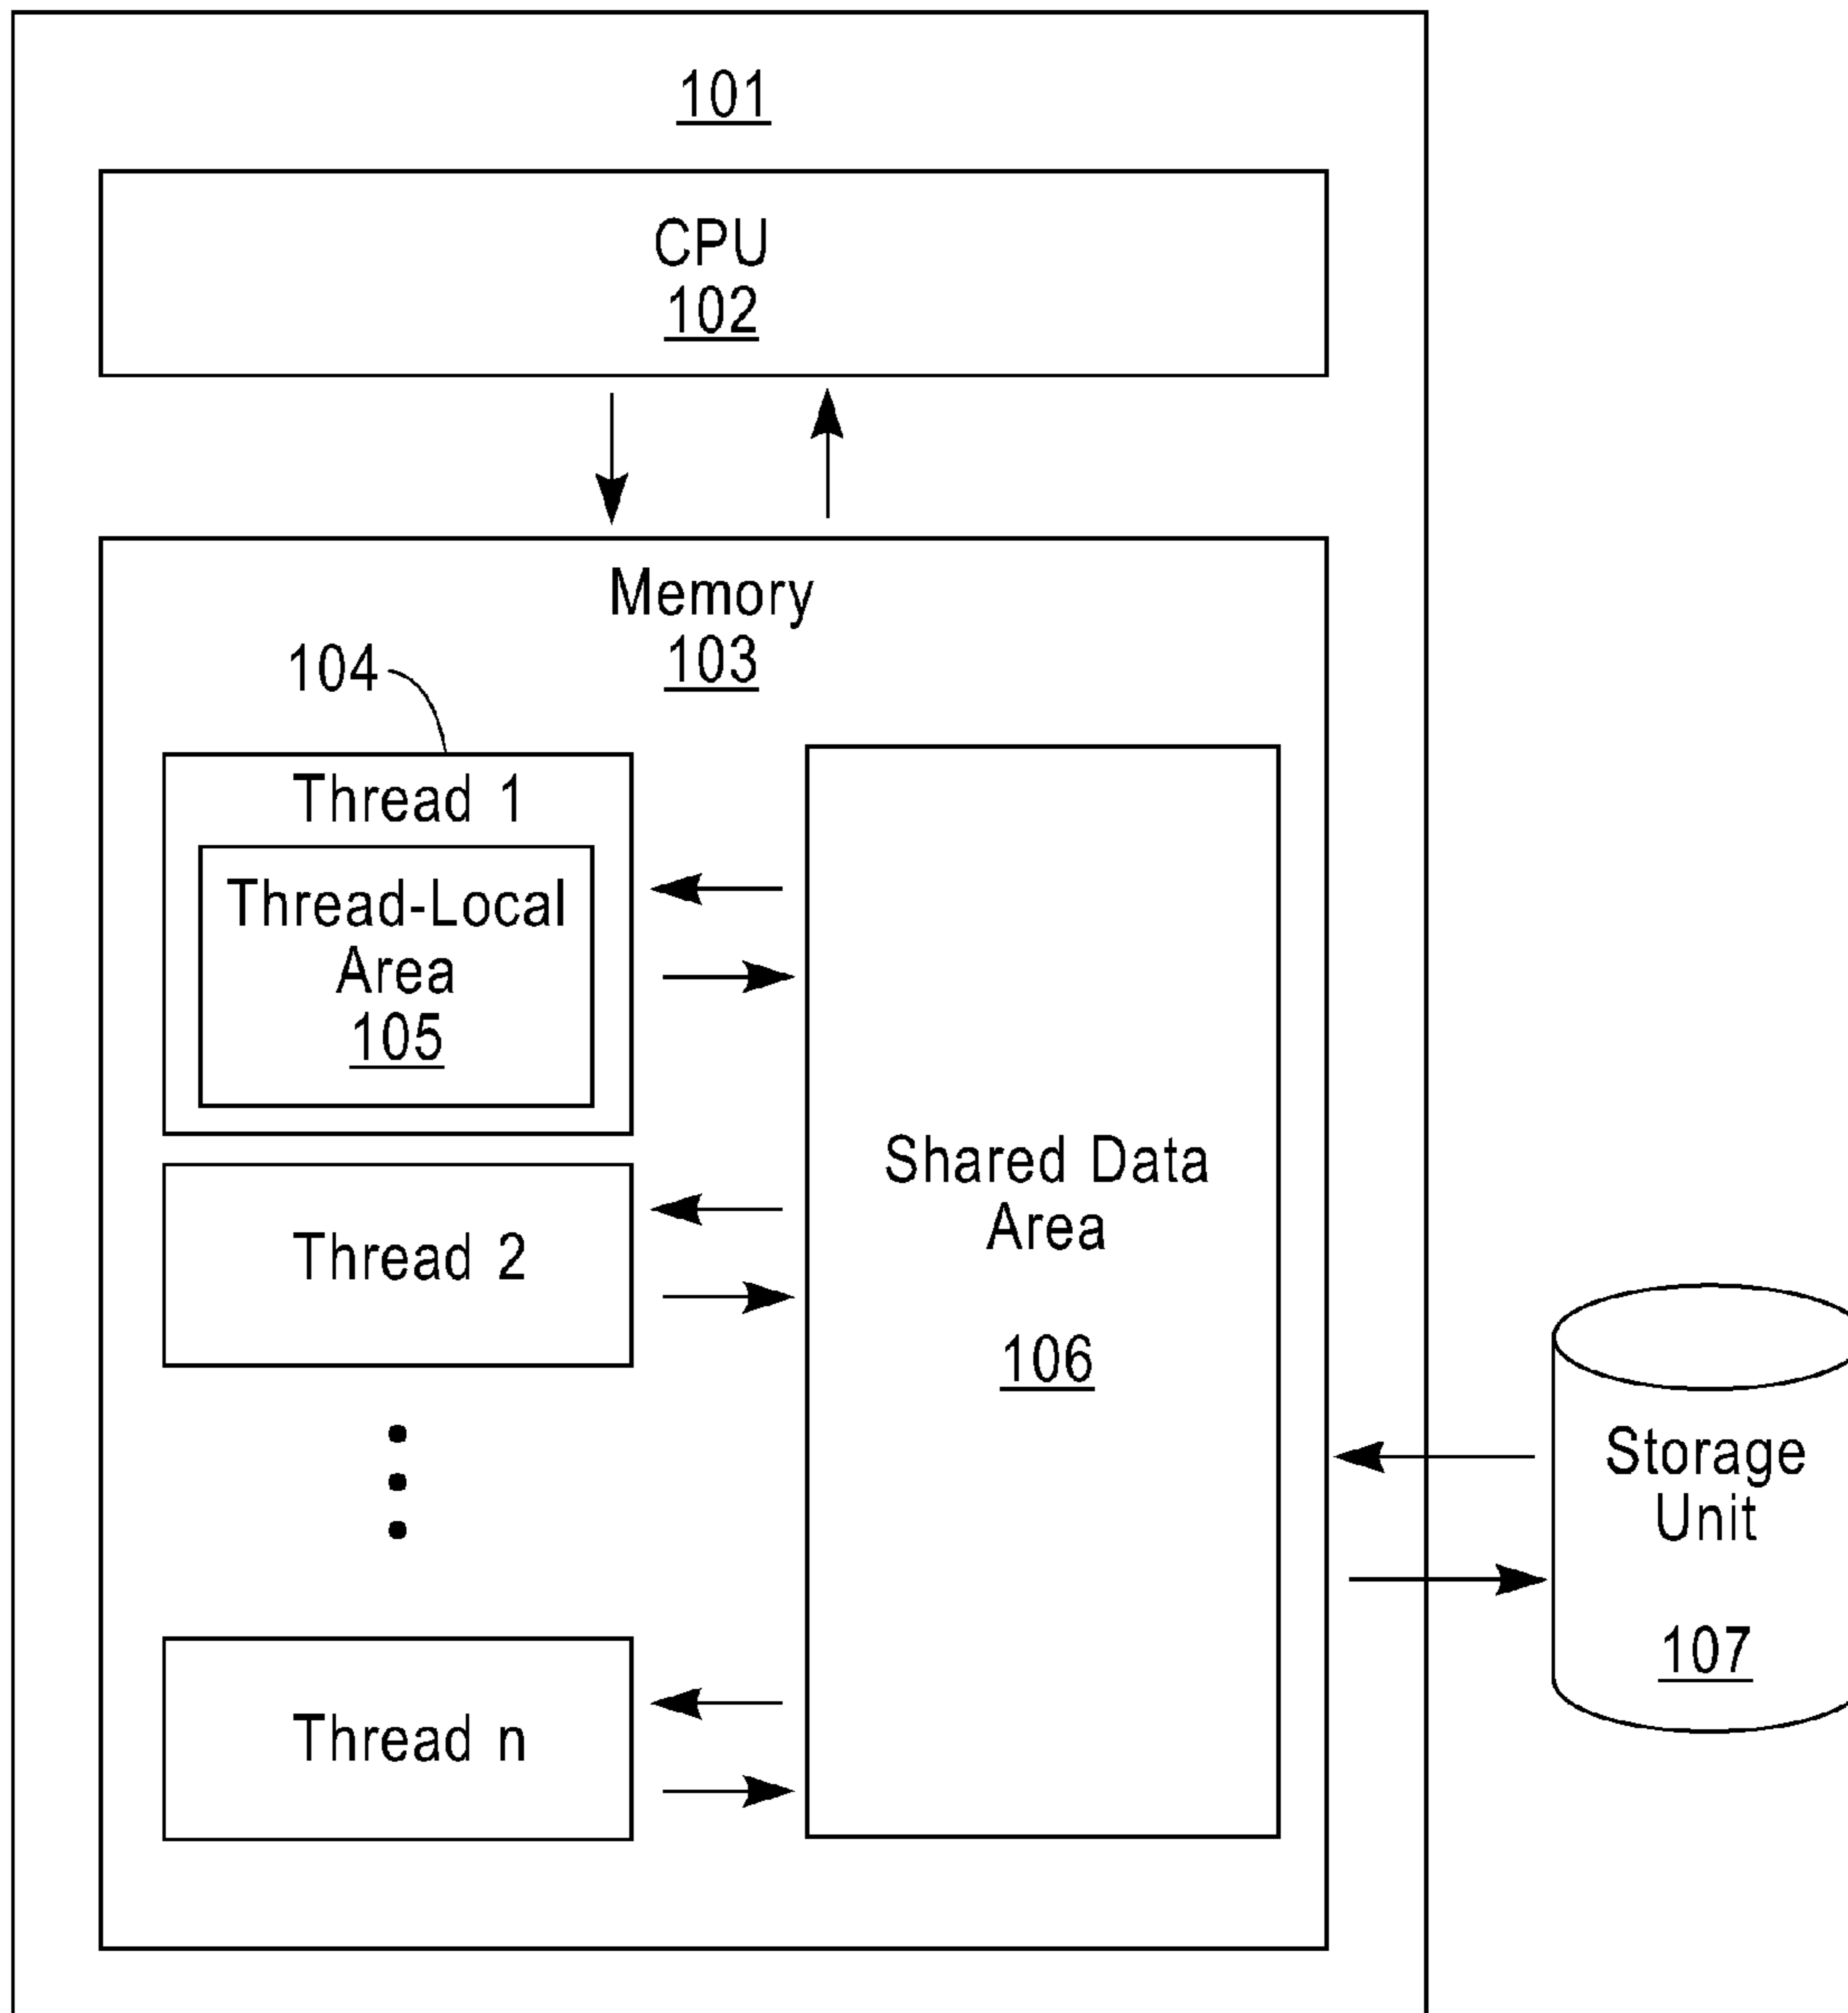 101
CPU
102
Memory
103
104
Thread 1
Thread-Local
Area
105
Thread 2
Thread n
Shared Data
Area
106
Storage
Unit
107